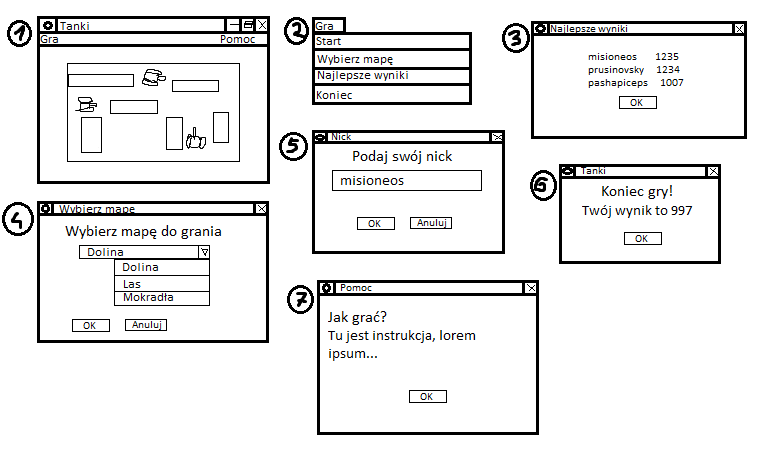 1
Tanki
Gra Pomoc
2
Gra
Start
Wybierz mapę
Najlepsze wyniki
Koniec
3
Najlepsze wyniki
misioneos 1235
prusinovsky 1234
pashapiceps 1007
OK
4
Wybierz mapę
Wybierz mapę do grania
Dolina
Dolina
Las
Mokradła
OK Anuluj
5
Nick
Podaj swój nick
misioneos
OK Anuluj
6
Tanki
Koniec gry!
Twój wynik to 997
OK
7
Pomoc
Jak grać?
Tu jest instrukcja, lorem
ipsum...
OK